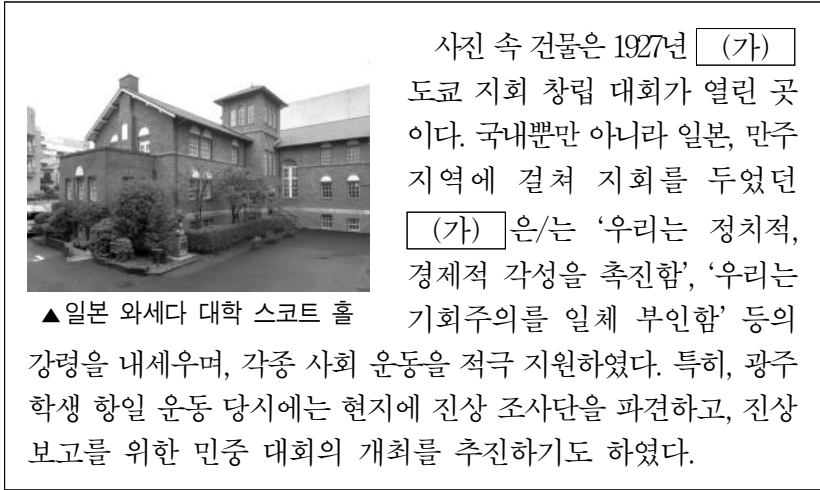 사진 속 건물은 1927년 (가)
도쿄 지회 창립 대회가 열린 곳
이다. 국내뿐만 아니라 일본, 만주
지역에 걸쳐 지회를 두었던
(가) 은/는 ‘우리는 정치적,
경제적 각성을 촉진함’, ‘우리는
기회주의를 일체 부인함’ 등의
▲일본 와세다 대학 스코트 홀
강령을 내세우며, 각종 사회 운동을 적극 지원하였다. 특히, 광주
학생 항일 운동 당시에는 현지에 진상 조사단을 파견하고, 진상
보고를 위한 민중 대회의 개최를 추진하기도 하였다.